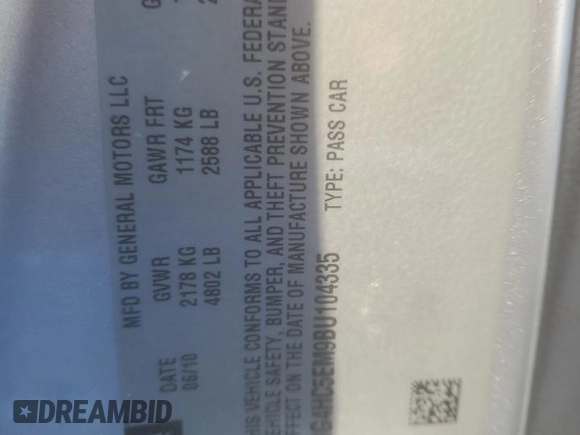 MFD BY GENERAL MOTORS LLC
DATE GVWR GAWR FRT
06/10 2178 KG 1174 KG
4802 LB 2588 LB
THIS VEHICLE CONFORMS TO ALL APPLICABLE U.S. FEDERA
VEHICLE SAFETY, BUMPER, AND THEFT PREVENTION STAN
EFFECT ON THE DATE OF MANUFACTURE SHOWN ABOVE.
G4HC5EM9BU104335 TYPE: PASS CAR
DREAMBID